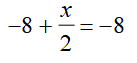 −8 + x/2 = −8